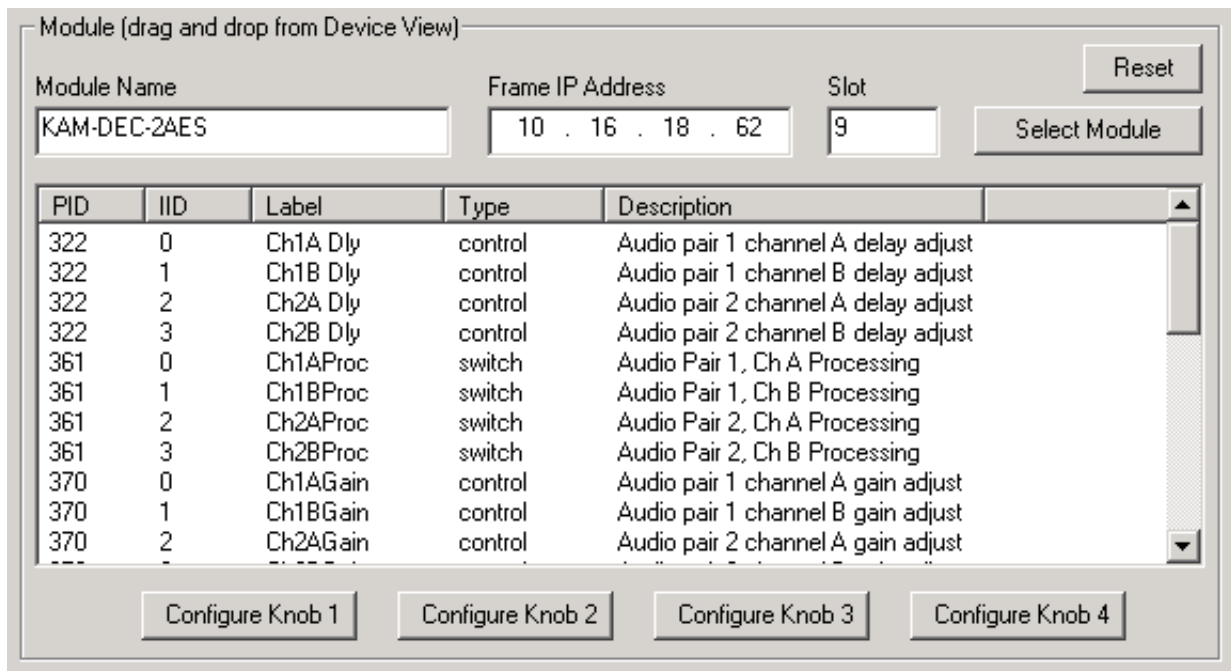 Module (drag and drop from Device View)
Reset
Module Name Frame IP Address Slot
KAM-DEC-2AES 10 . 16 . 18 . 62 9 Select Module
PID IID Label Type Description
322 0 Ch1A Dly control Audio pair 1 channel A delay adjust
322 1 Ch1B Dly control Audio pair 1 channel B delay adjust
322 2 Ch2A Dly control Audio pair 2 channel A delay adjust
322 3 Ch2B Dly control Audio pair 2 channel B delay adjust
361 0 Ch1AProc switch Audio Pair 1, Ch A Processing
361 1 Ch1BProc switch Audio Pair 1, Ch B Processing
361 2 Ch2AProc switch Audio Pair 2, Ch A Processing
361 3 Ch2BProc switch Audio Pair 2, Ch B Processing
370 0 Ch1AGain control Audio pair 1 channel A gain adjust
370 1 Ch1BGain control Audio pair 1 channel B gain adjust
370 2 Ch2AGain control Audio pair 2 channel A gain adjust
Configure Knob 1 Configure Knob 2 Configure Knob 3 Configure Knob 4